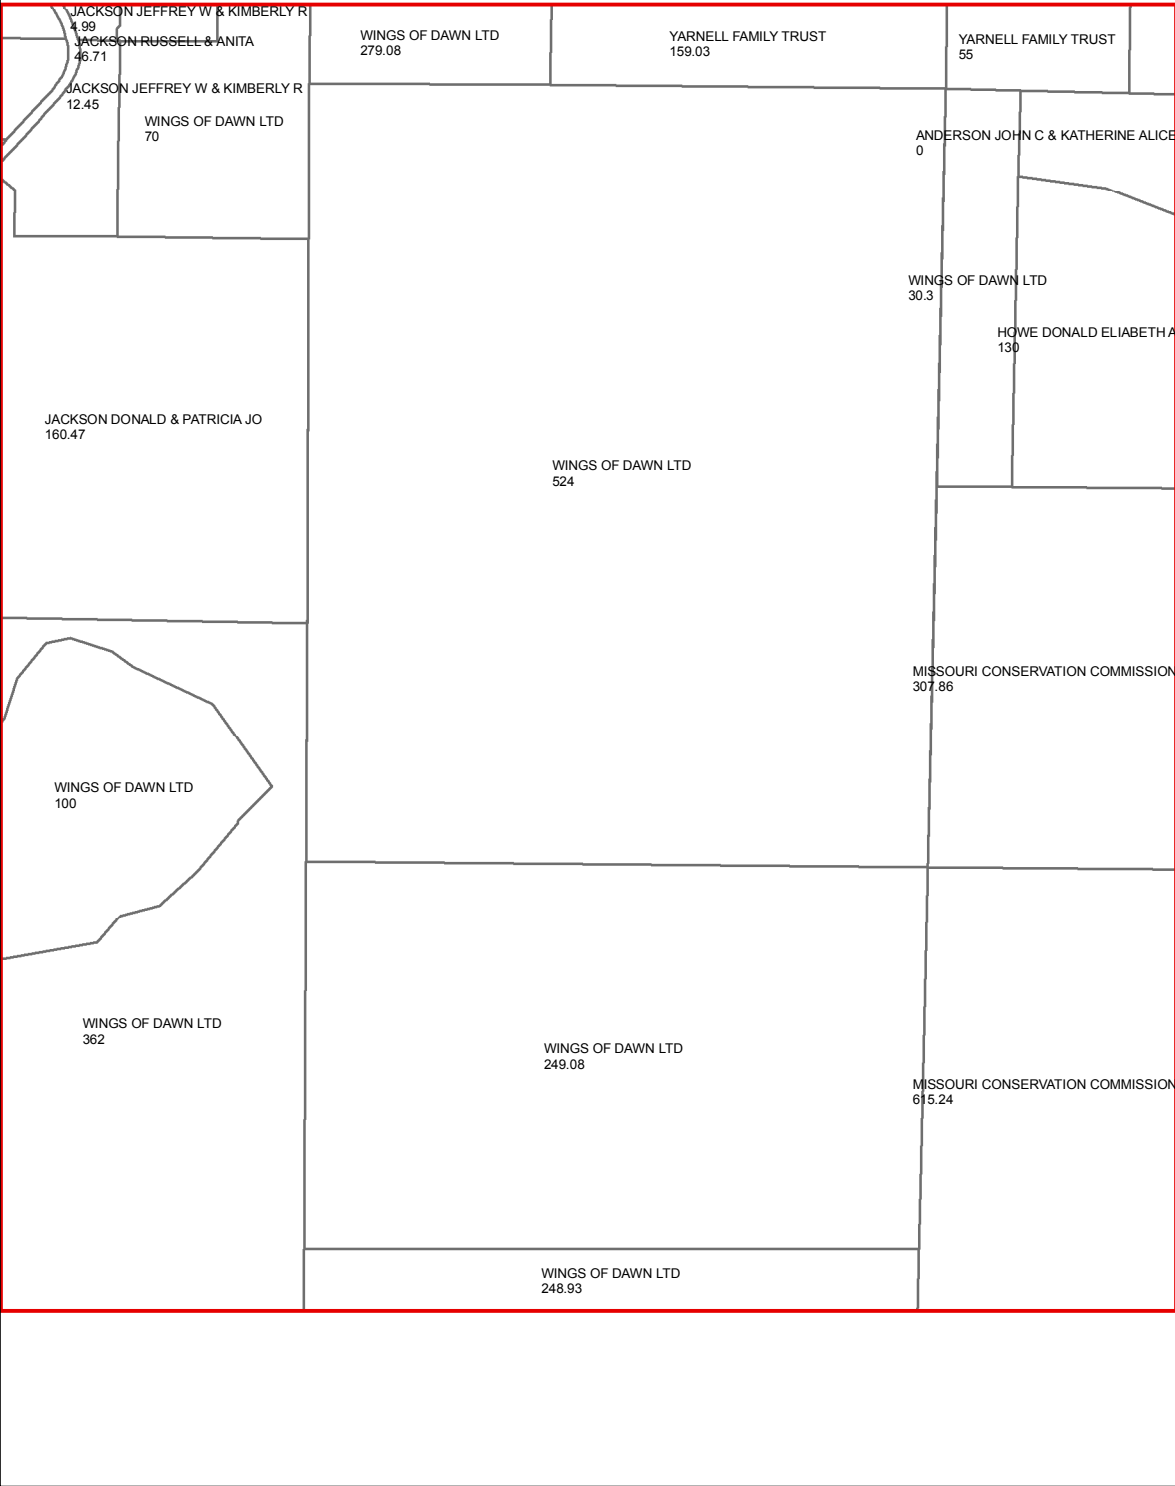 JACKSON JEFFREY W & KIMBERLY R
4.99
JACKSON RUSSELL & ANITA
46.71
JACKSON JEFFREY W & KIMBERLY R
12.45
WINGS OF DAWN LTD
70
WINGS OF DAWN LTD
279.08
YARNELL FAMILY TRUST
159.03
YARNELL FAMILY TRUST
55
ANDERSON JOHN C & KATHERINE ALICE
0
WINGS OF DAWN LTD
30.3
HOWE DONALD ELIABETH A
130
JACKSON DONALD & PATRICIA JO
160.47
WINGS OF DAWN LTD
524
MISSOURI CONSERVATION COMMISSION
307.86
WINGS OF DAWN LTD
100
WINGS OF DAWN LTD
362
WINGS OF DAWN LTD
249.08
MISSOURI CONSERVATION COMMISSION
615.24
WINGS OF DAWN LTD
248.93